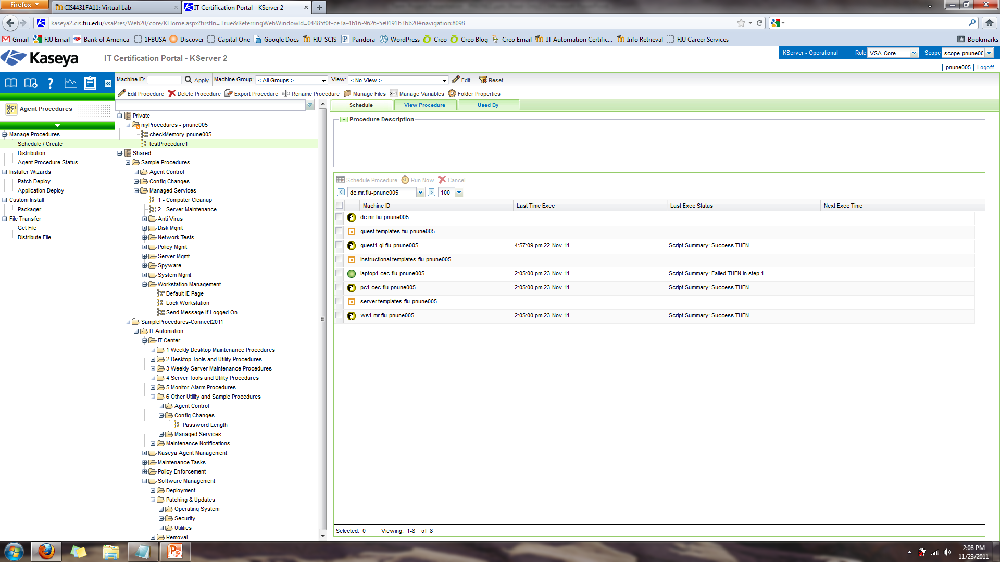 Firefox
CIS4431FA11: Virtual Lab
IT Certification Portal - KServer 2
kaseya2.cis.fiu.edu/vsaPres/Web20/core/KHome.aspx?firstIn=True&ReferringWebWindowId=04485f0f-ce3a-4b16-9626-5e0191b3bb20#navigation:8098
Gmail FIU Email Bank of America 1FBUSA Discover Capital One Google Docs FIU-SCIS Pandora WordPress Creo Creo Blog Creo Email IT Automation Certific... Info Retrieval FIU Career Services Bookmarks
Kaseya
IT Certification Portal - KServer 2
KServer - Operational Role VSA-Core Scope scope-pnune00
pnune005 Logoff
Machine ID: Apply Machine Group: < All Groups > View: < No View > Edit... Reset
Edit Procedure Delete Procedure Export Procedure Rename Procedure Manage Files Manage Variables Folder Properties
Agent Procedures
Manage Procedures
Schedule / Create
Distribution
Agent Procedure Status
Installer Wizards
Patch Deploy
Application Deploy
Custom Install
Packager
File Transfer
Get File
Distribute File
Private
myProcedures - pnune005
checkMemory-pnune005
testProcedure1
Shared
Sample Procedures
Agent Control
Config Changes
Managed Services
1 - Computer Cleanup
2 - Server Maintenance
Anti Virus
Disk Mgmt
Network Tests
Policy Mgmt
Server Mgmt
Spyware
System Mgmt
Workstation Management
Default IE Page
Lock Workstation
Send Message if Logged On
SampleProcedures-Connect2011
IT Automation
IT Center
1 Weekly Desktop Maintenance Procedures
2 Desktop Tools and Utility Procedures
3 Weekly Server Maintenance Procedures
4 Server Tools and Utility Procedures
5 Monitor Alarm Procedures
6 Other Utility and Sample Procedures
Agent Control
Config Changes
Password Length
Managed Services
Maintenance Notifications
Kaseya Agent Management
Maintenance Tasks
Policy Enforcement
Software Management
Deployment
Patching & Updates
Operating System
Security
Utilities
Removal
Schedule View Procedure Used By
Procedure Description
Schedule Procedure Run Now Cancel
dc.mr.fiu-pnune005 100
Machine ID Last Time Exec Last Exec Status Next Exec Time
dc.mr.fiu-pnune005
guest.templates.fiu-pnune005
guest1.gl.fiu-pnune005 4:57:09 pm 22-Nov-11 Script Summary: Success THEN
instructional.templates.fiu-pnune005
laptop1.cec.fiu-pnune005 2:05:00 pm 23-Nov-11 Script Summary: Failed THEN in step 1
pc1.cec.fiu-pnune005 2:05:00 pm 23-Nov-11 Script Summary: Success THEN
server.templates.fiu-pnune005
ws1.mr.fiu-pnune005 2:05:00 pm 23-Nov-11 Script Summary: Success THEN
Selected: 0 Viewing: 1-8 of 8
2:08 PM
11/23/2011